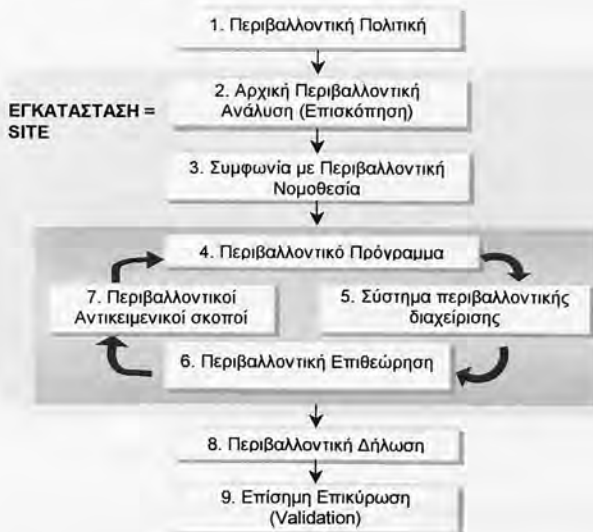 1. Περιβαλλοντική Πολιτική
ΕΓΚΑΤΑΣΤΑΣΗ =
SITE
2. Αρχική Περιβαλλοντική
Ανάλυση (Επισκόπηση)
3. Συμφωνία με Περιβαλλοντική
Νομοθεσία
4. Περιβαλλοντικό Πρόγραμμα
7. Περιβαλλοντικοί
Αντικειμενικοί σκοποί
5. Σύστημα περιβαλλοντικής
διαχείρισης
6. Περιβαλλοντική Επιθεώρηση
8. Περιβαλλοντική Δήλωση
9. Επίσημη Επικύρωση
(Validation)